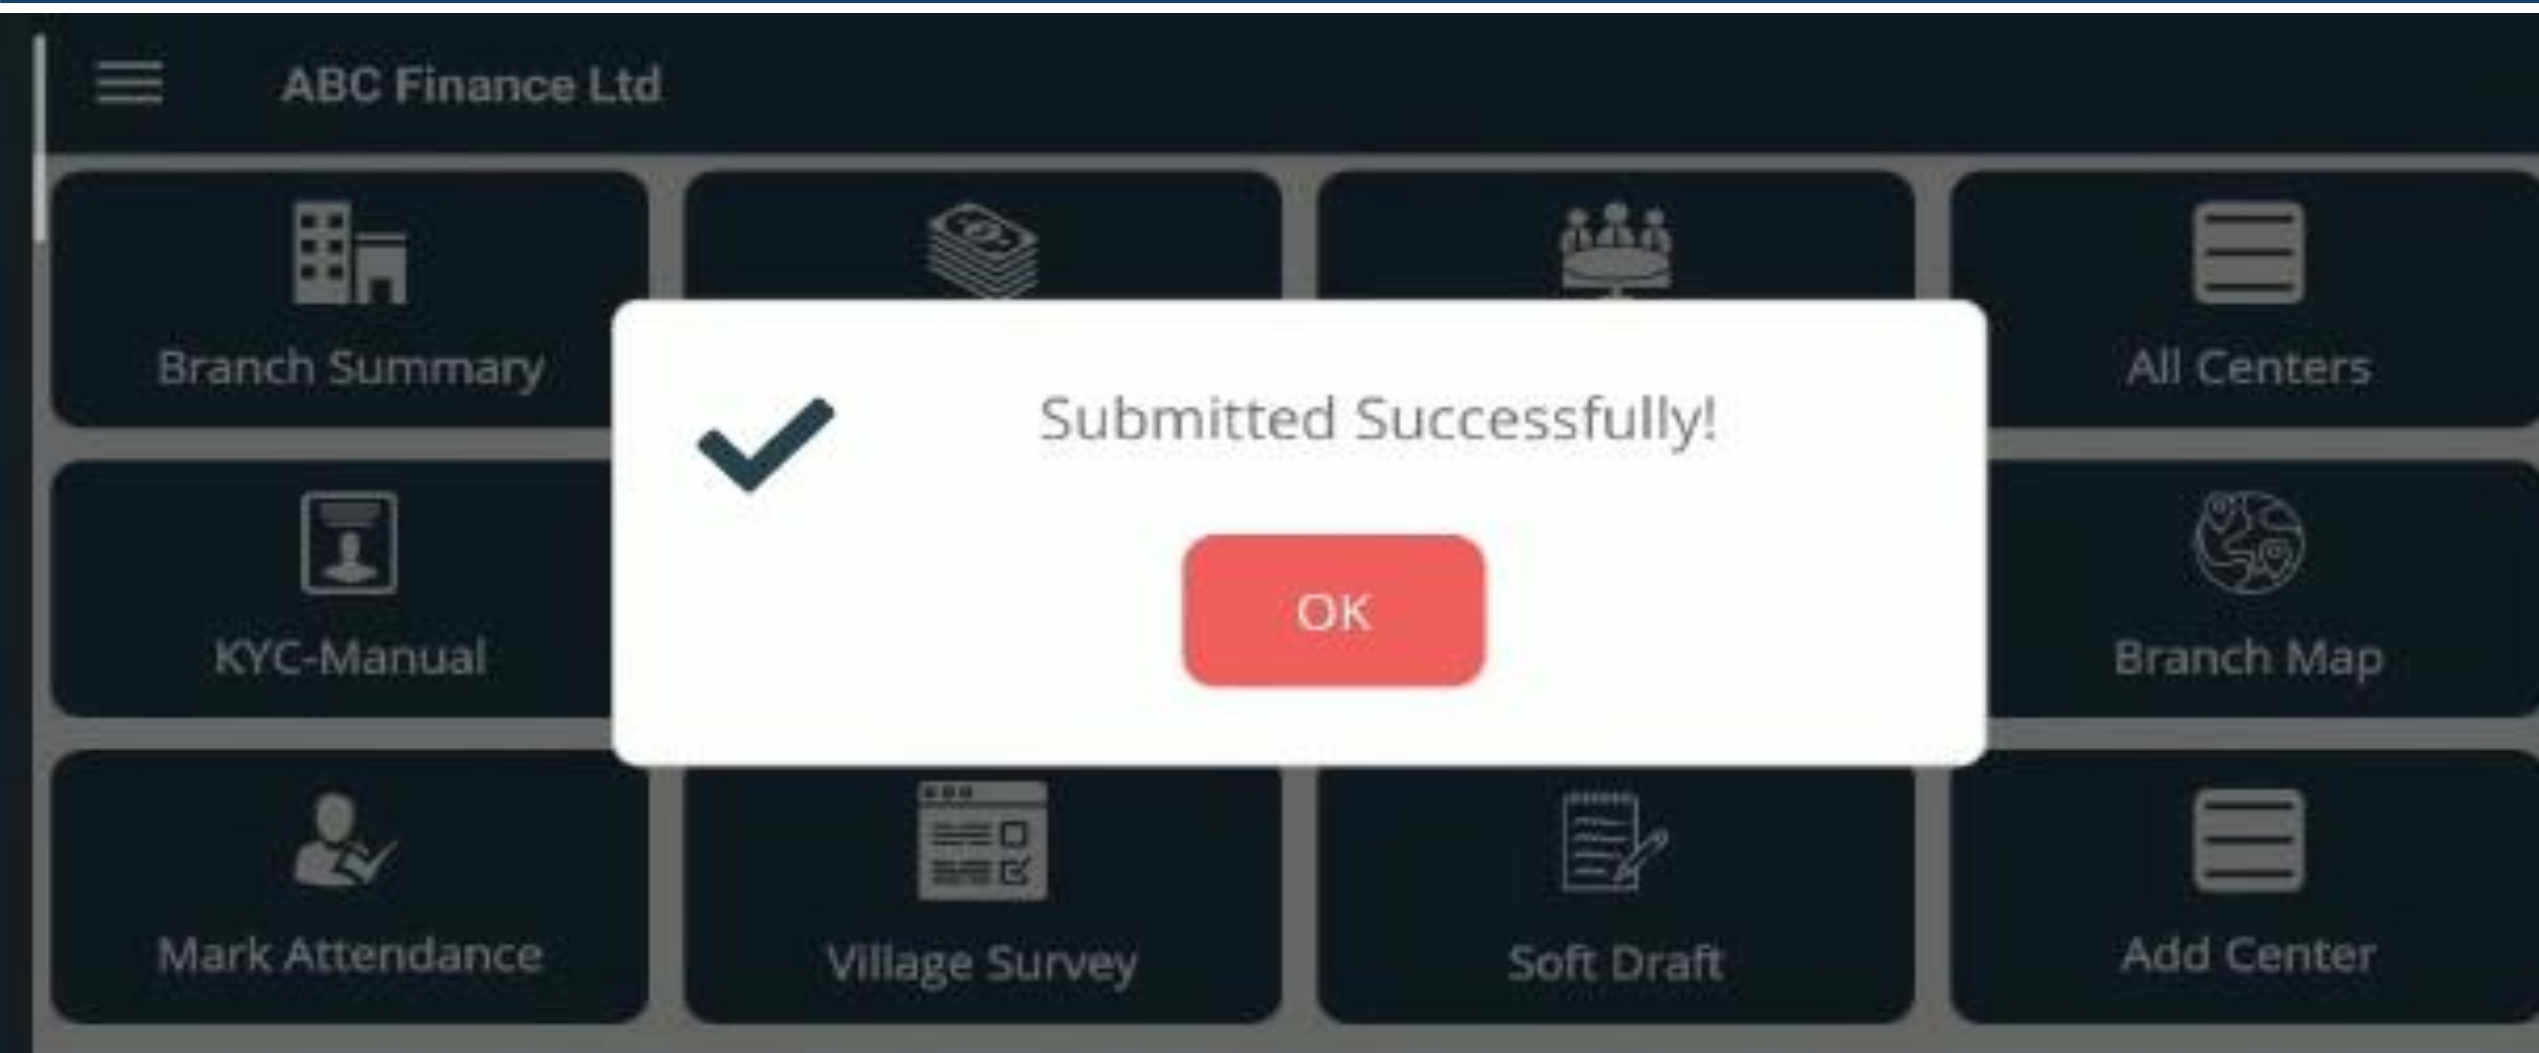 ABC Finance Ltd
Branch Summary
All Centers
Submitted Successfully!
OK
KYC-Manual
Branch Map
Mark Attendance
Village Survey
Soft Draft
Add Center